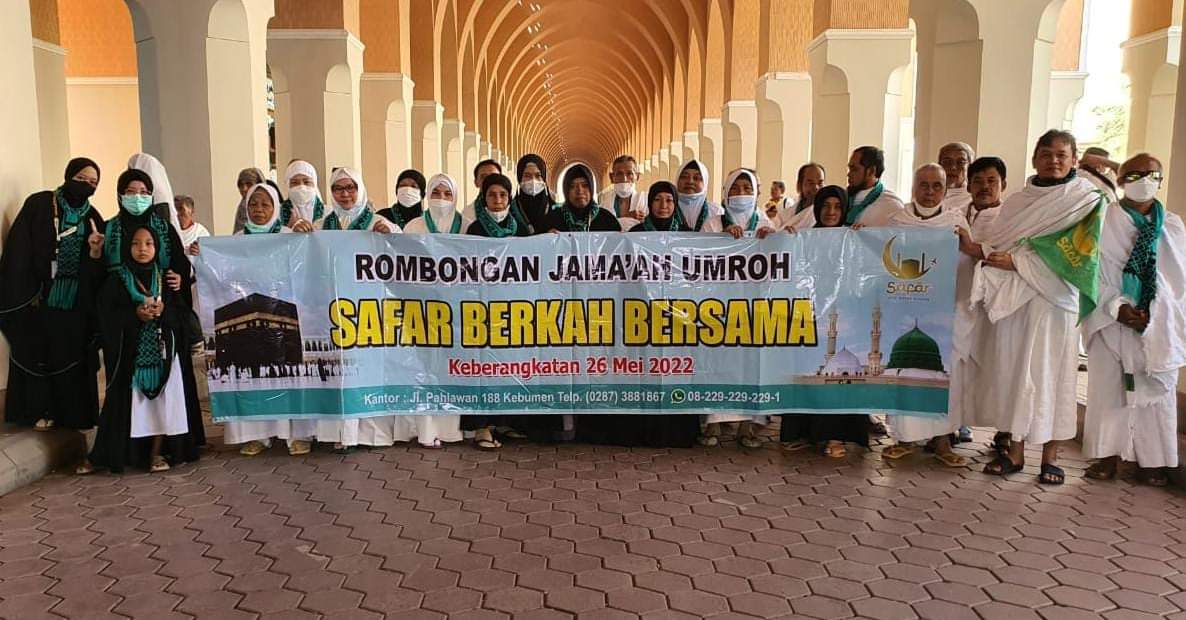 ROMBONGAN JAMA'AH UMROH
SAFAR BERKAH BERSAMA
Keberangkatan 26 Mei 2022
Kantor : Jl. Pahlawan 188 Kebumen Telp. (0287) 3881867 08-229-229-229-1
Safar
Safar